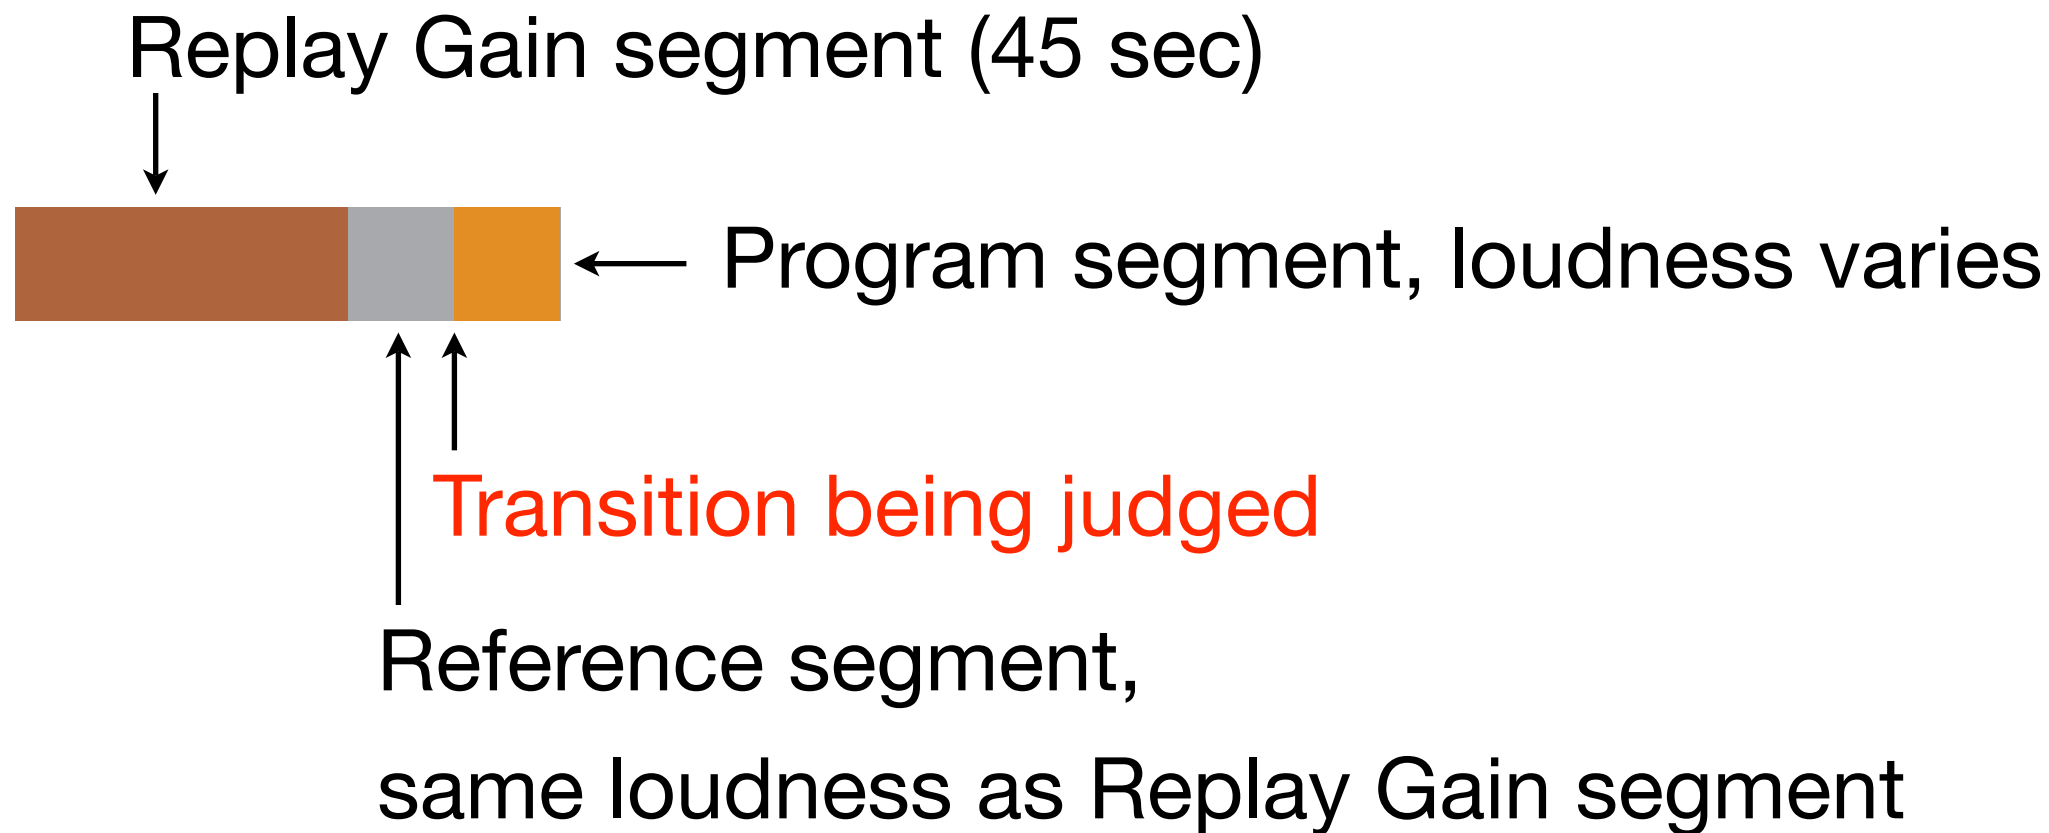 Replay Gain segment (45 sec)
Program segment, loudness varies
Transition being judged
Reference segment,
same loudness as Replay Gain segment